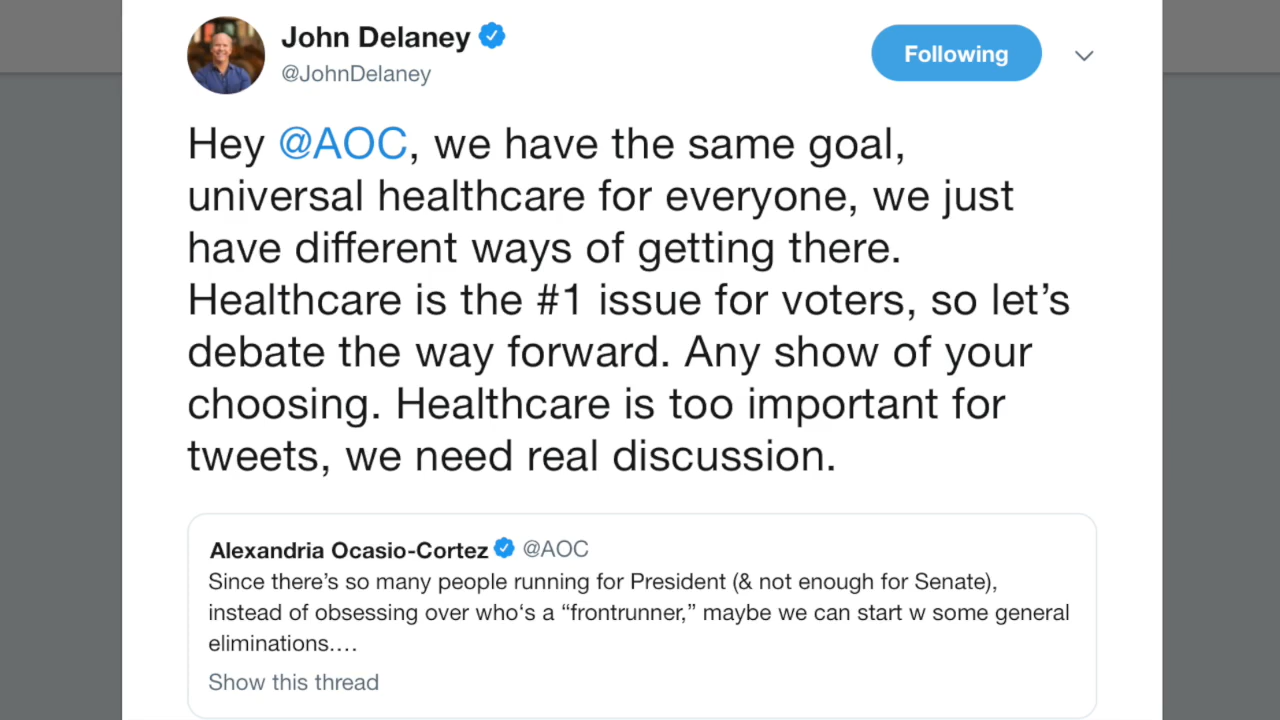 John Delaney
@JohnDelaney
Following
Hey @AOC, we have the same goal,
universal healthcare for everyone, we just
have different ways of getting there.
Healthcare is the #1 issue for voters, so let’s
debate the way forward. Any show of your
choosing. Healthcare is too important for
tweets, we need real discussion.
Alexandria Ocasio-Cortez @AOC
Since there’s so many people running for President (& not enough for Senate),
instead of obsessing over who‘s a “frontrunner,” maybe we can start w some general
eliminations....
Show this thread